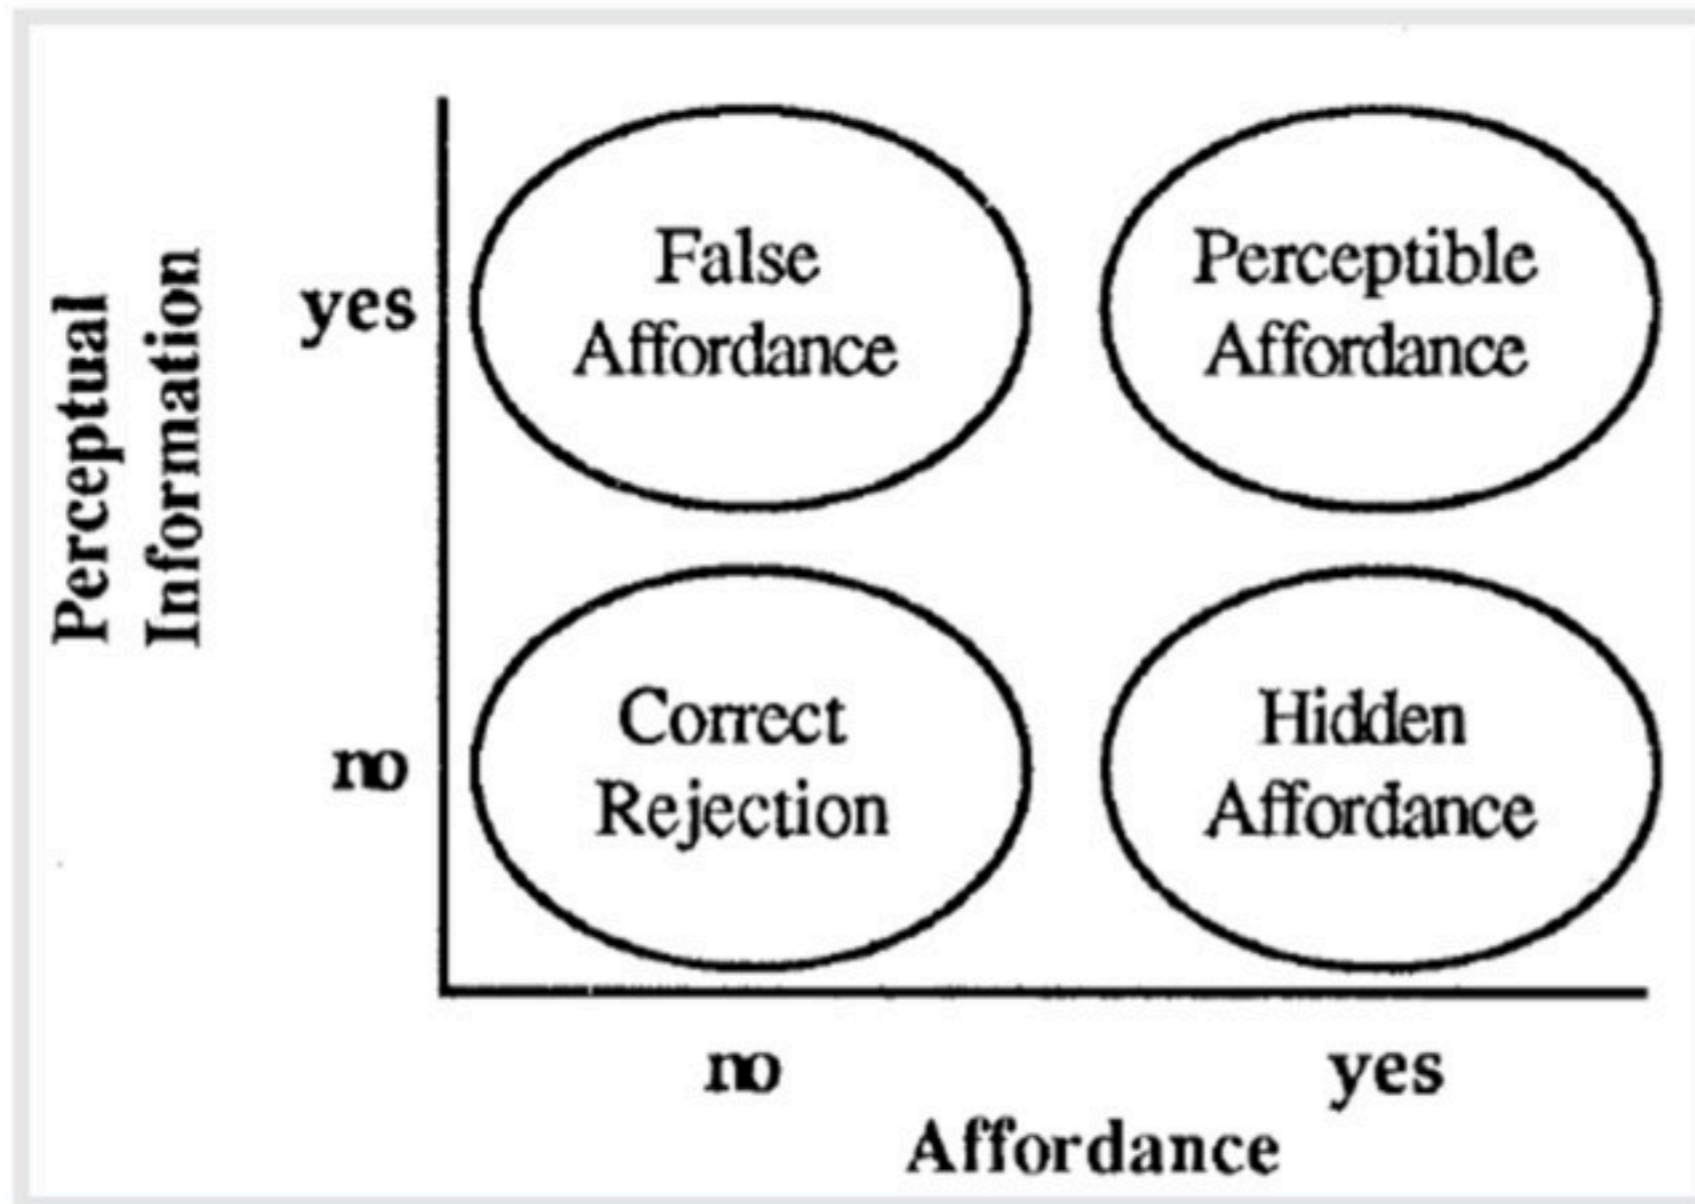 Perceptual
Information
yes
False
Affordance
Perceptible
Affordance
no
Correct
Rejection
Hidden
Affordance
no
yes
Affordance